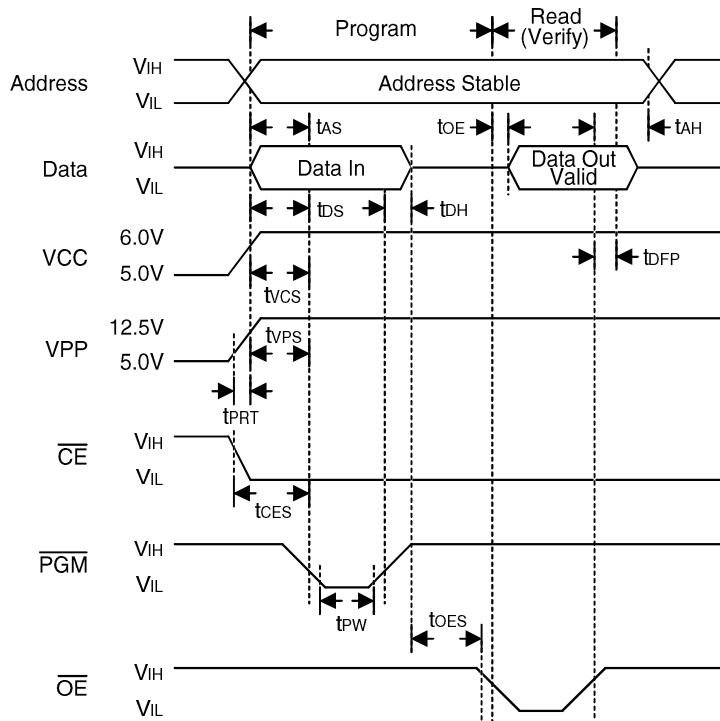 Program
Read
(Verify)
Address
VIH
VIL
Address Stable
tAS
tOE
tAH
Data
VIH
VIL
Data In
Data Out
Valid
tDS
tDH
VCC
6.0V
5.0V
tVCS
tDFP
VPP
12.5V
5.0V
tVPS
tPRT
CE
VIH
VIL
tCES
PGM
VIH
VIL
tPW
tOES
OE
VIH
VIL